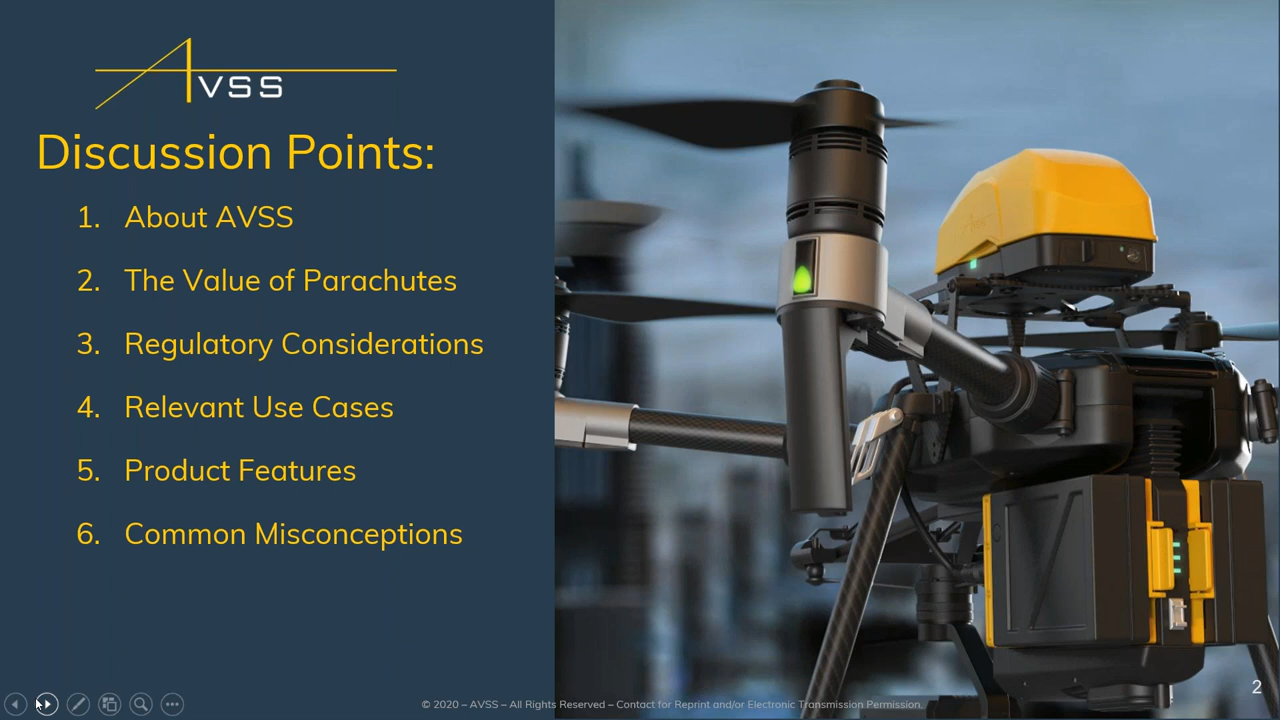 AVSS
Discussion Points:
1. About AVSS
2. The Value of Parachutes
3. Regulatory Considerations
4. Relevant Use Cases
5. Product Features
6. Common Misconceptions
2
© 2020 – AVSS – All Rights Reserved – Contact for Reprint and/or Electronic Transmission Permission.